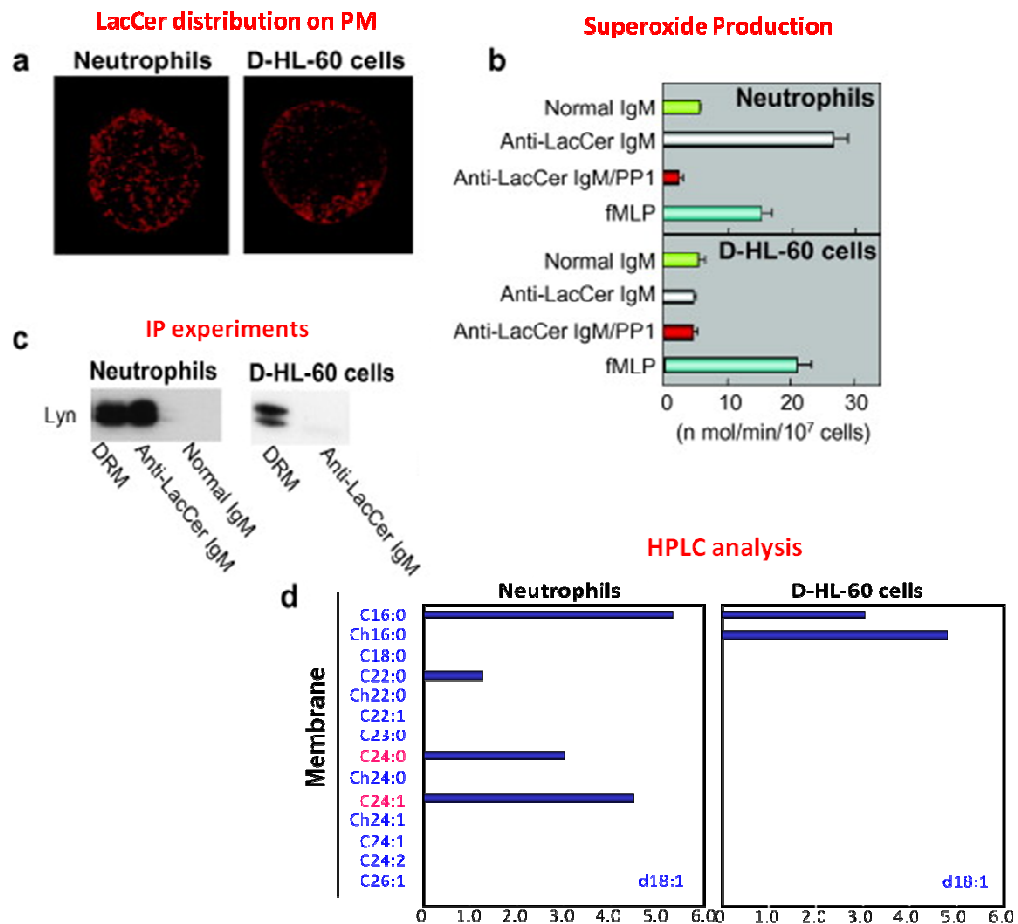 LacCer distribution on PM
a
Neutrophils
D-HL-60 cells
Superoxide Production
b
Neutrophils
Normal IgM
Anti-LacCer IgM
Anti-LacCer IgM/PP1
fMLP
D-HL-60 cells
Normal IgM
Anti-LacCer IgM
Anti-LacCer IgM/PP1
fMLP
0 10 20 30
(n mol/min/10⁷ cells)
IP experiments
c
Neutrophils
D-HL-60 cells
Lyn
DRM
Anti-LacCer IgM
Normal IgM
DRM
Anti-LacCer IgM
HPLC analysis
d
Neutrophils
D-HL-60 cells
Membrane
C16:0
Ch16:0
C18:0
C22:0
Ch22:0
C22:1
C23:0
C24:0
Ch24:0
C24:1
Ch24:1
C24:1
C24:2
C26:1
d18:1
d18:1
0 1.0 2.0 3.0 4.0 5.0 6.0
0 1.0 2.0 3.0 4.0 5.0 6.0